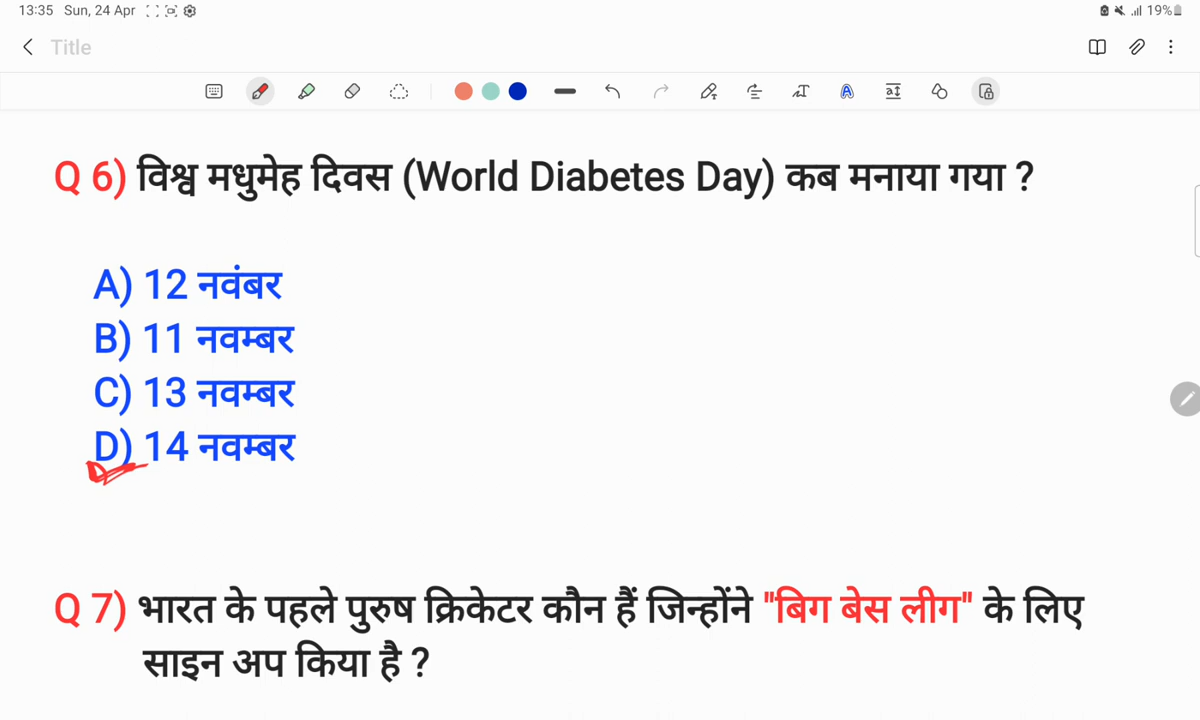 13:35 Sun, 24 Apr 19%
Title
Q 6) विश्व मधुमेह दिवस (World Diabetes Day) कब मनाया गया ?
A) 12 नवंबर
B) 11 नवम्बर
C) 13 नवम्बर
D) 14 नवम्बर
Q 7) भारत के पहले पुरुष क्रिकेटर कौन हैं जिन्होंने "बिग बेस लीग" के लिए
साइन अप किया है ?